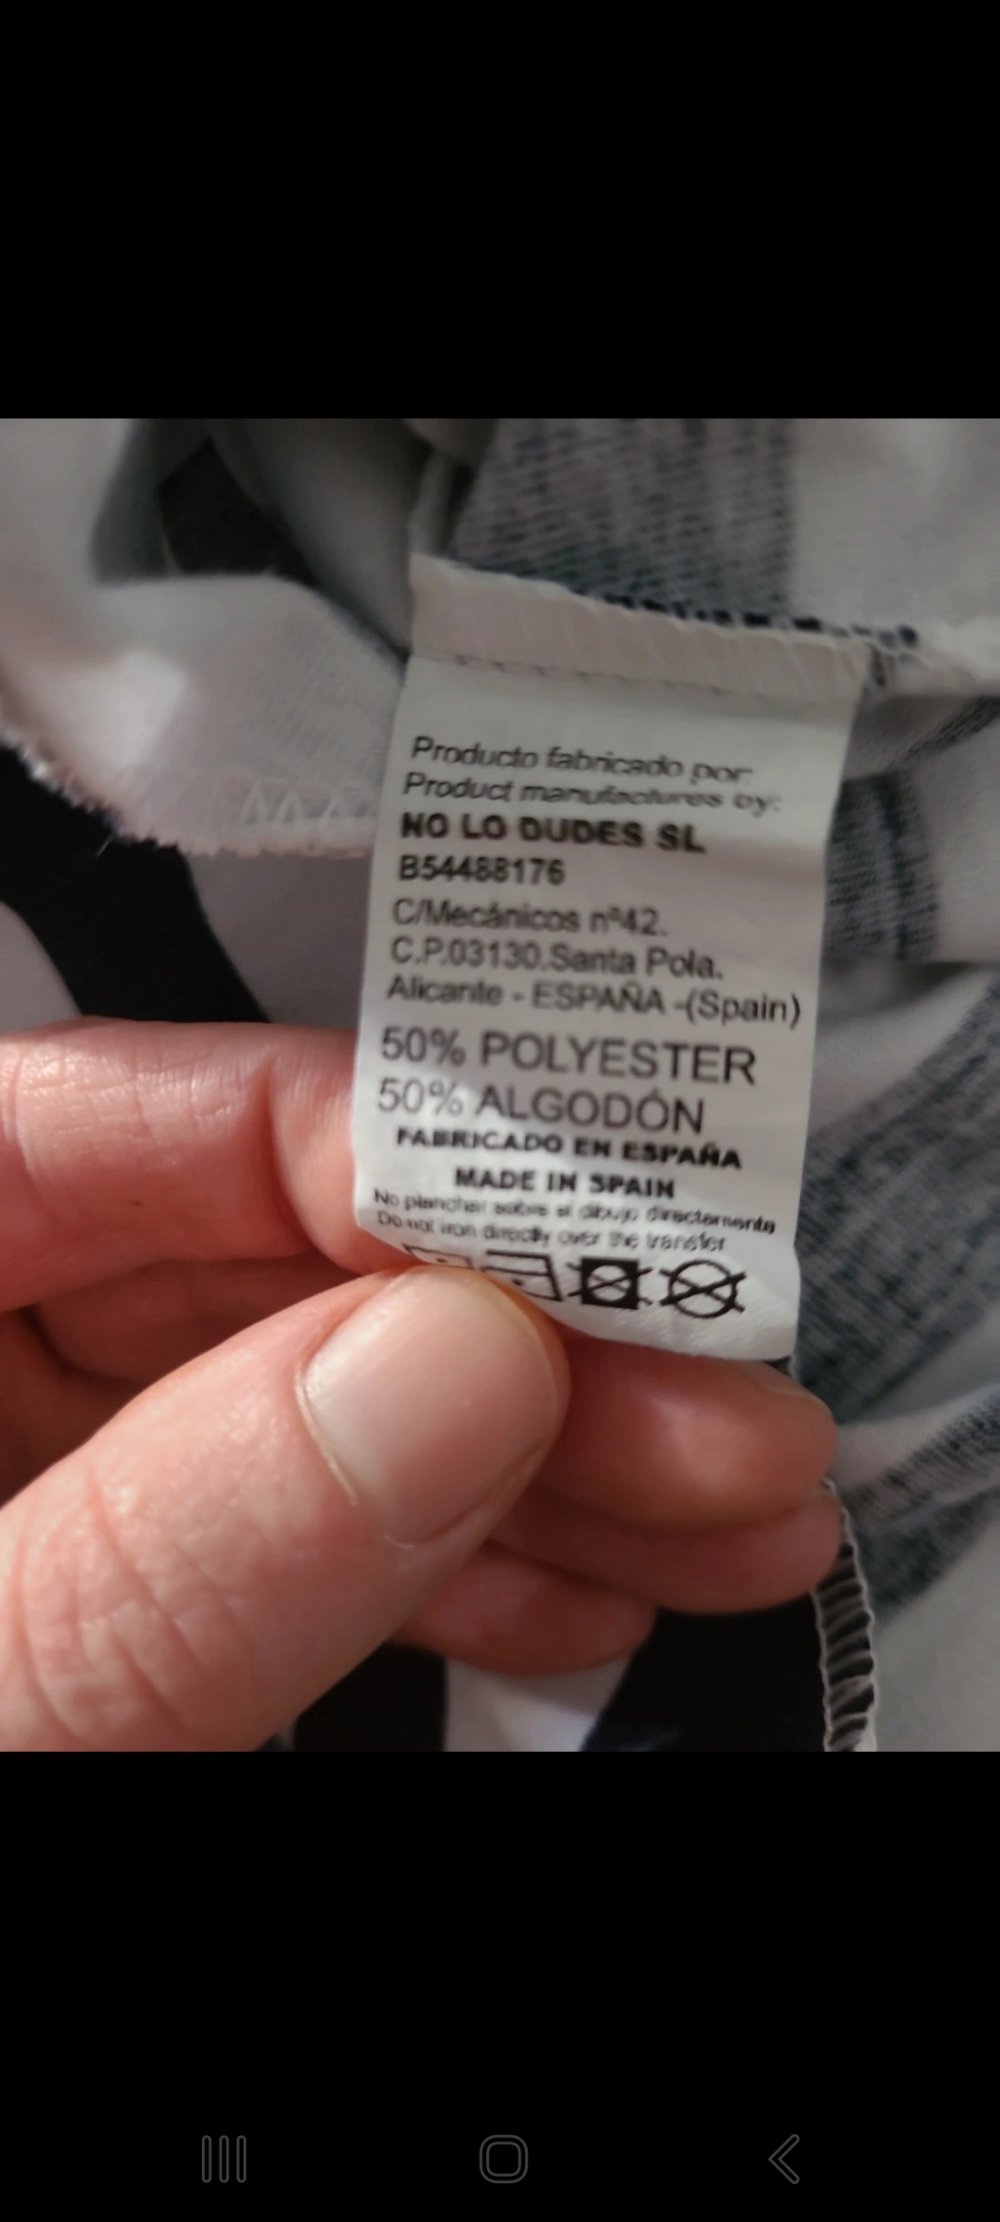 Producto fabricado por:
Product manufactures by:
NO LO DUDES SL
B54488176
C/Mecánicos nº42.
C.P.03130.Santa Pola.
Alicante - ESPAÑA -(Spain)
50% POLYESTER
50% ALGODÓN
FABRICADO EN ESPAÑA
MADE IN SPAIN
No planchar sobre el dibujo directamente
Do not iron directly over the transfer